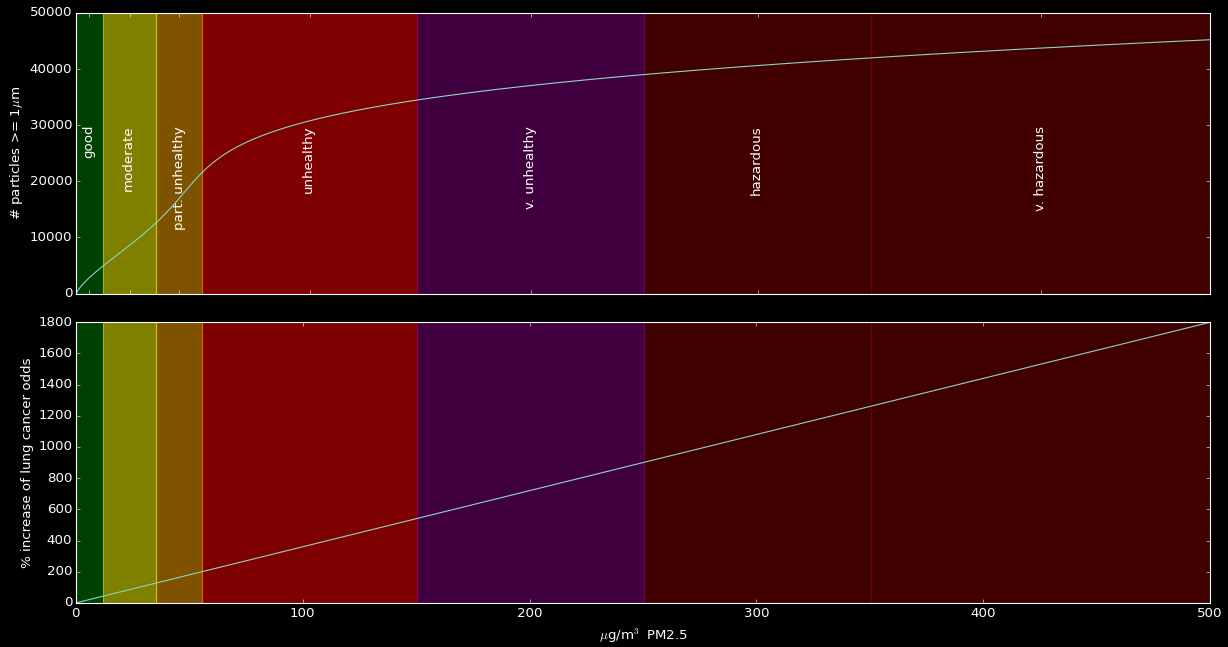 50000
40000
30000
20000
10000
0
# particles >= 1μm
good
moderate
part. unhealthy
unhealthy
v. unhealthy
hazardous
v. hazardous
1800
1600
1400
1200
1000
800
600
400
200
0
% increase of lung cancer odds
0 100 200 300 400 500
μg/m³ PM2.5